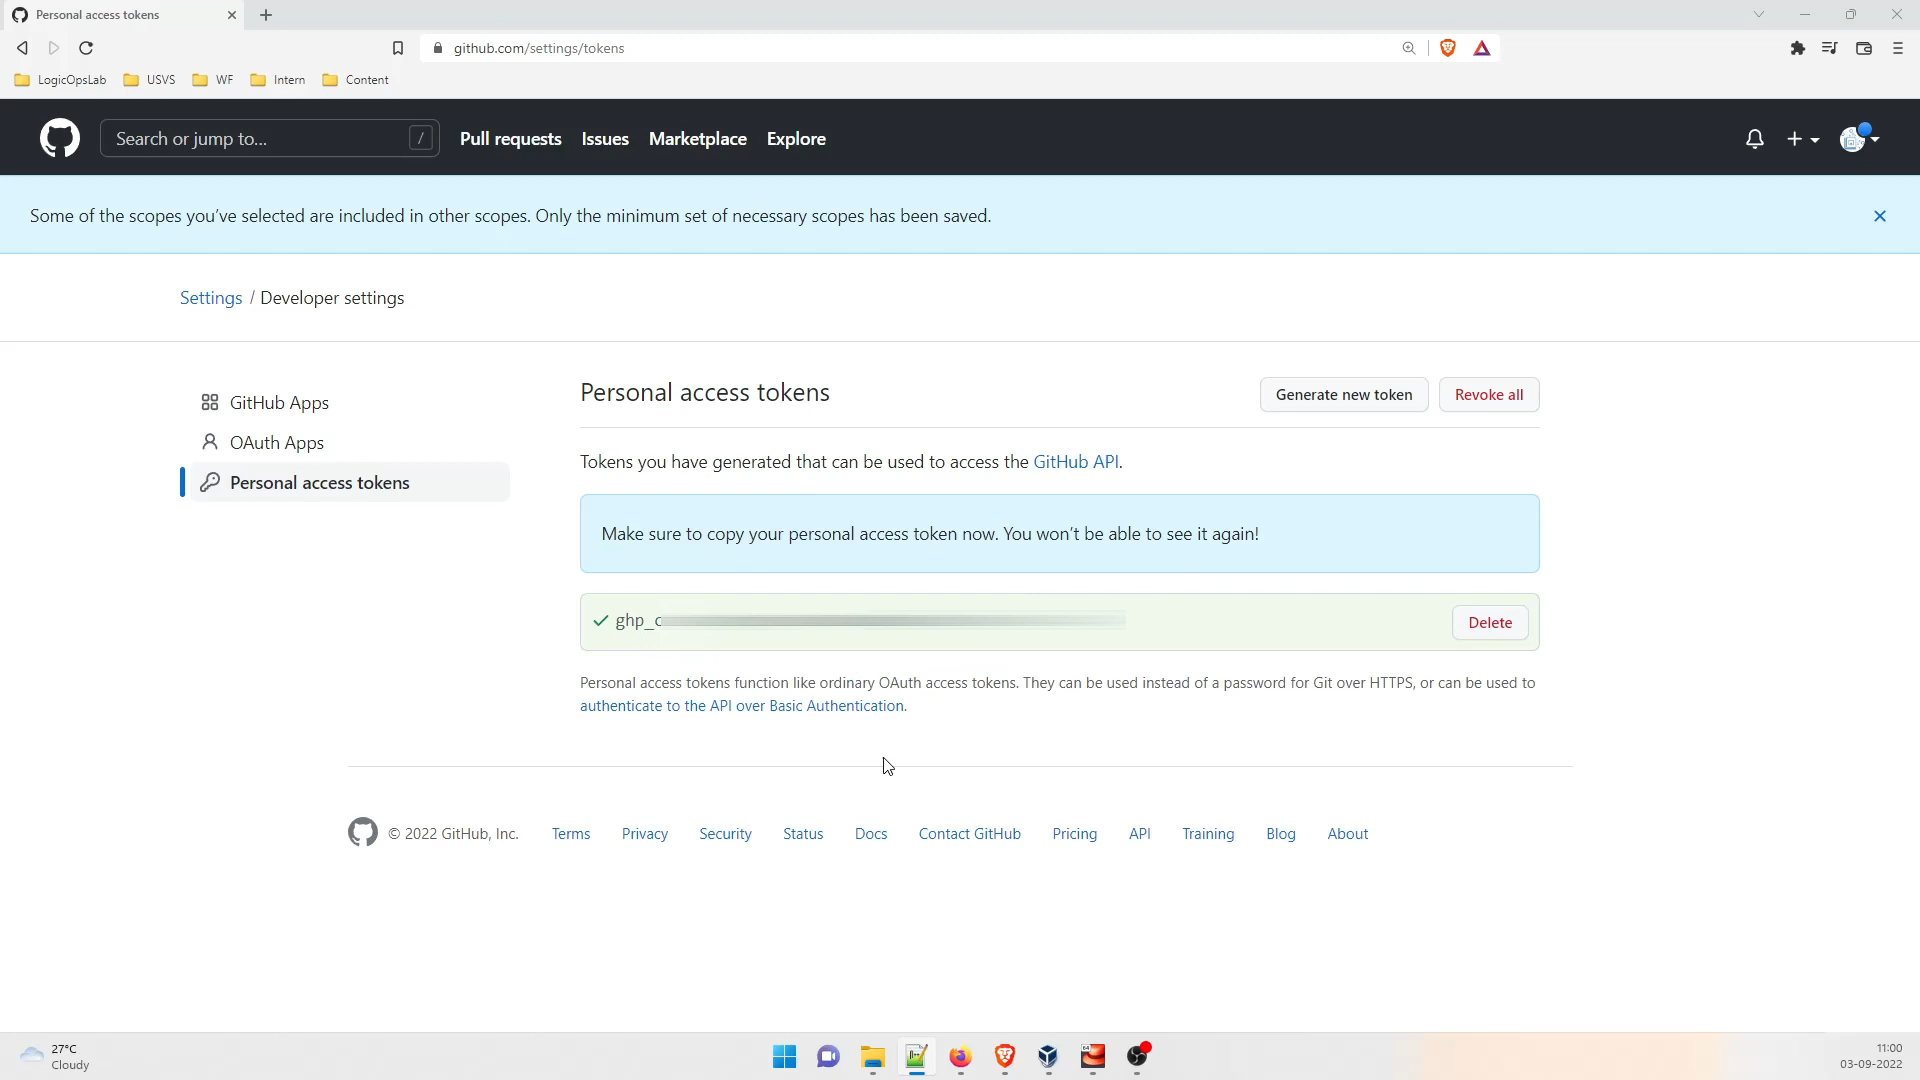 Personal access tokens
github.com/settings/tokens
LogicOpsLab USVS WF Intern Content
Search or jump to... / Pull requests Issues Marketplace Explore
Some of the scopes you've selected are included in other scopes. Only the minimum set of necessary scopes has been saved.
Settings / Developer settings
GitHub Apps
OAuth Apps
Personal access tokens
Personal access tokens
Generate new token Revoke all
Tokens you have generated that can be used to access the GitHub API.
Make sure to copy your personal access token now. You won't be able to see it again!
ghp_c
Delete
Personal access tokens function like ordinary OAuth access tokens. They can be used instead of a password for Git over HTTPS, or can be used to
authenticate to the API over Basic Authentication.
© 2022 GitHub, Inc. Terms Privacy Security Status Docs Contact GitHub Pricing API Training Blog About
27°C
Cloudy
64
11:00
03-09-2022